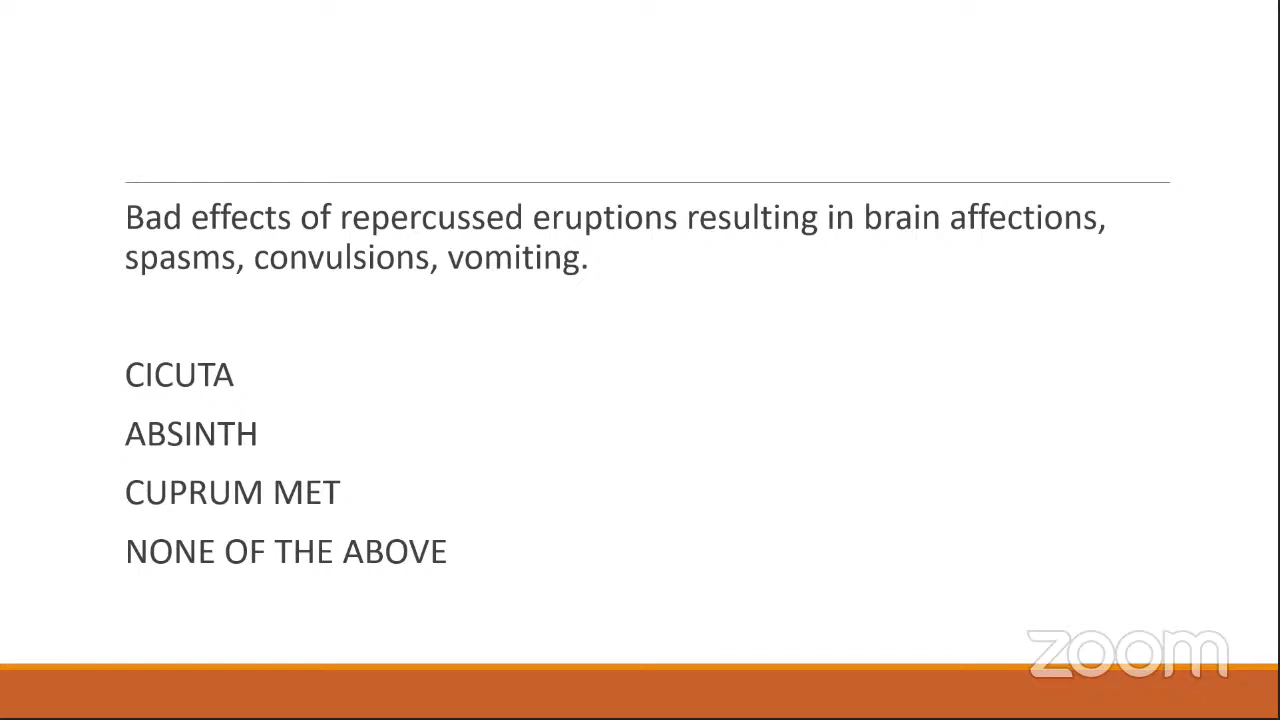 Bad effects of repercussed eruptions resulting in brain affections,
spasms, convulsions, vomiting.
CICUTA
ABSINTH
CUPRUM MET
NONE OF THE ABOVE
zoom